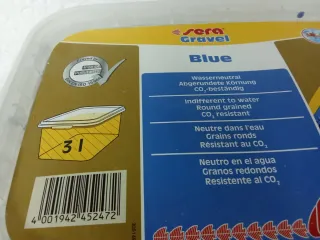 sera
Gravel
Blue
Wasserneutral
Abgerundete Körnung
CO₂-beständig
Indifferent to water
Round grained
CO₂ resistant
Neutre dans l'eau
Grains ronds
Résistant au CO₂
Neutro en el agua
Granos redondos
Resistente al CO₂
3 l
4 001942 452472